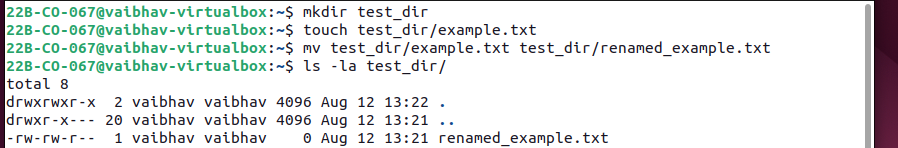 22B-CO-067@vaibhav-virtualbox:~$ mkdir test_dir
22B-CO-067@vaibhav-virtualbox:~$ touch test_dir/example.txt
22B-CO-067@vaibhav-virtualbox:~$ mv test_dir/example.txt test_dir/renamed_example.txt
22B-CO-067@vaibhav-virtualbox:~$ ls -la test_dir/
total 8
drwxrwxr-x  2 vaibhav vaibhav 4096 Aug 12 13:22 .
drwxr-x--- 20 vaibhav vaibhav 4096 Aug 12 13:21 ..
-rw-rw-r--  1 vaibhav vaibhav    0 Aug 12 13:21 renamed_example.txt